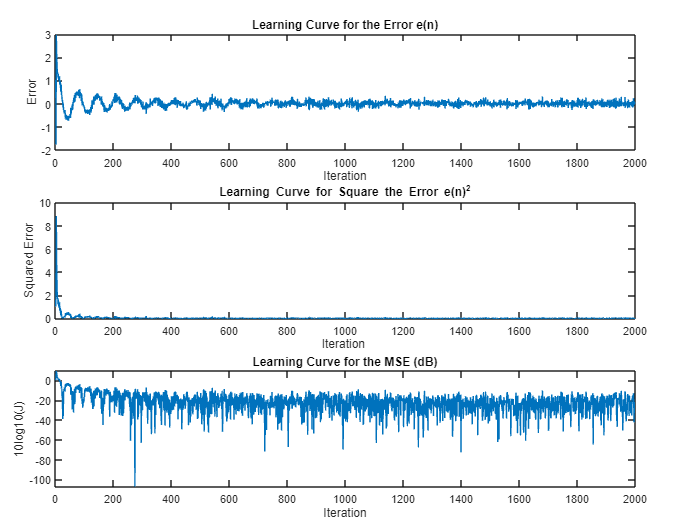 Learning Curve for the Error e(n)
3
2
1
0
-1
-2
Error
0 200 400 600 800 1000 1200 1400 1600 1800 2000
Iteration
Learning Curve for Square the Error e(n)²
10
8
6
4
2
0
Squared Error
0 200 400 600 800 1000 1200 1400 1600 1800 2000
Iteration
Learning Curve for the MSE (dB)
0
-20
-40
-60
-80
-100
10log10(J)
0 200 400 600 800 1000 1200 1400 1600 1800 2000
Iteration